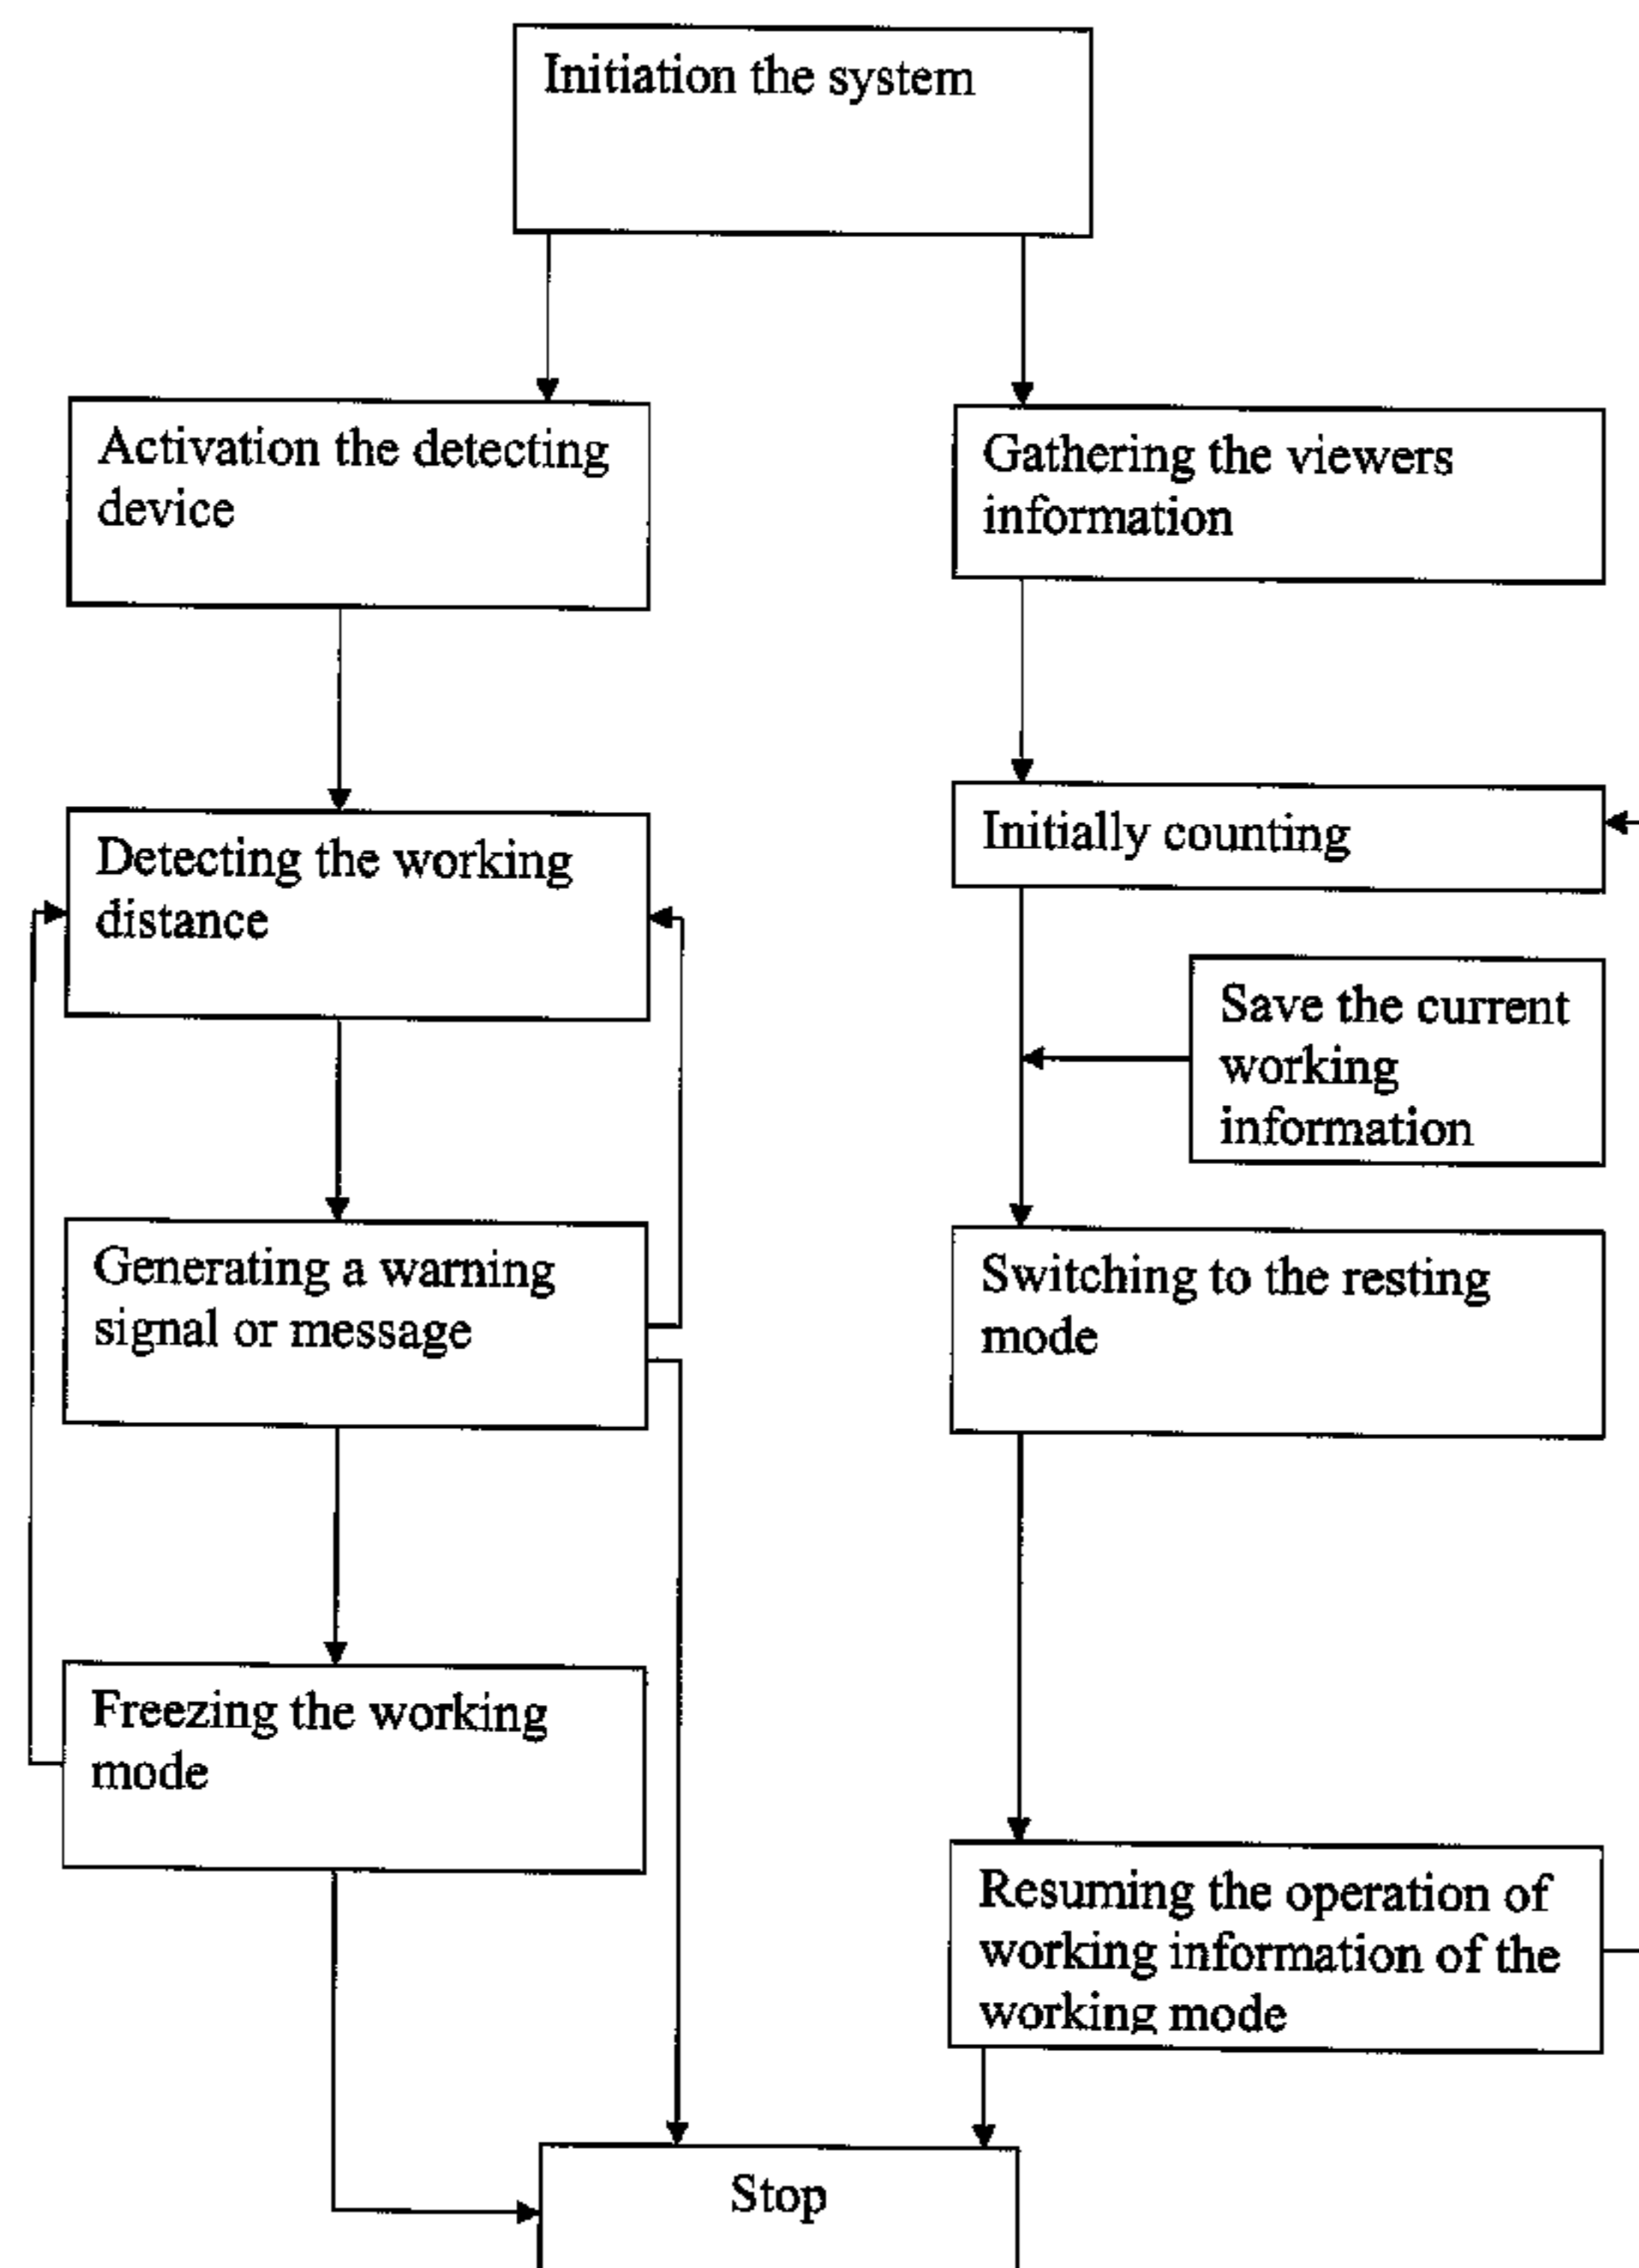 Initiation the system
Activation the detecting
device
Gathering the viewers
information
Detecting the working
distance
Initially counting
Save the current
working
information
Generating a warning
signal or message
Switching to the resting
mode
Freezing the working
mode
Resuming the operation of
working information of the
working mode
Stop